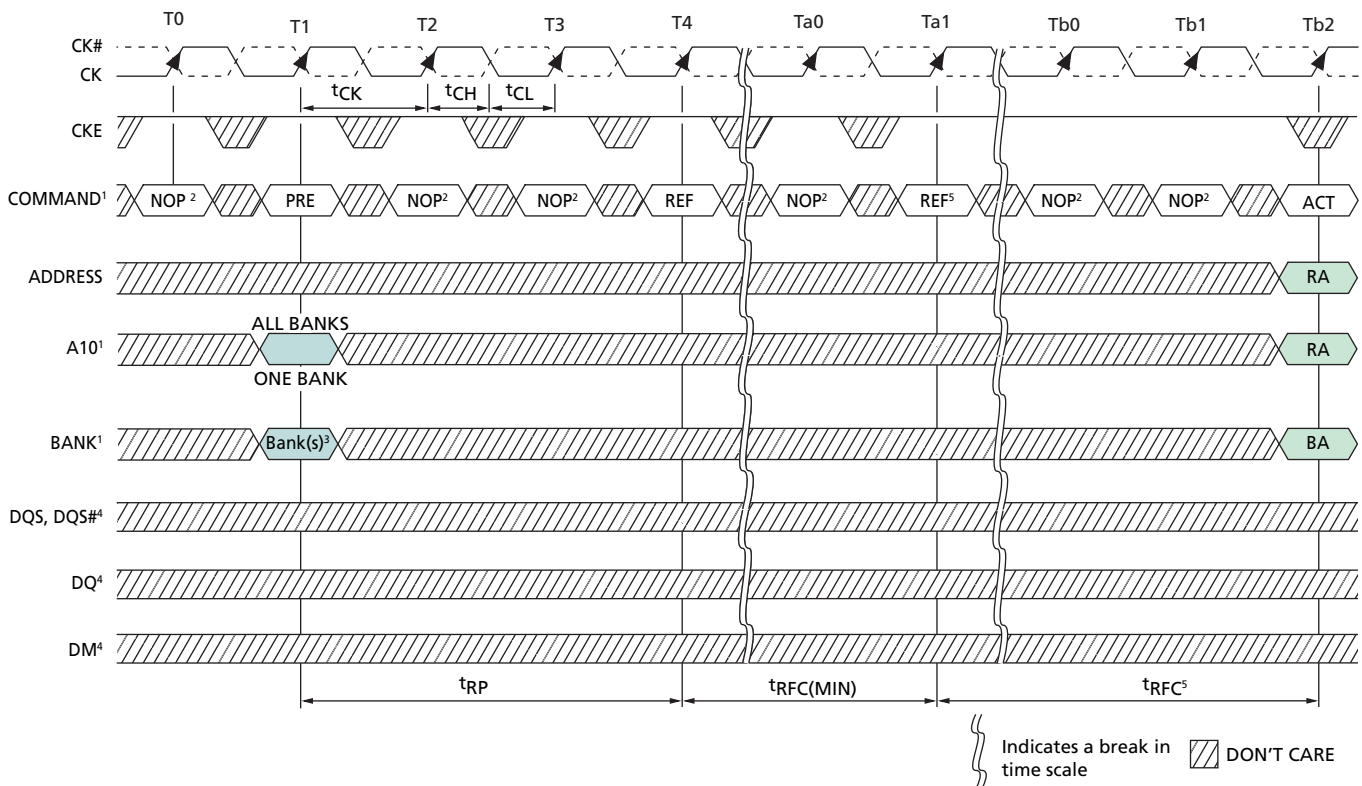 T0 T1 T2 T3 T4 Ta0 Ta1 Tb0 Tb1 Tb2
CK#
CK
tCK tCH tCL
CKE
COMMAND¹ NOP ² PRE NOP² NOP² REF NOP² REF⁵ NOP² NOP² ACT
ADDRESS RA
ALL BANKS
A10¹ RA
ONE BANK
BANK¹ Bank(s)³ BA
DQS, DQS#⁴
DQ⁴
DM⁴
tRP tRFC(MIN) tRFC⁵
Indicates a break in
time scale
DON'T CARE